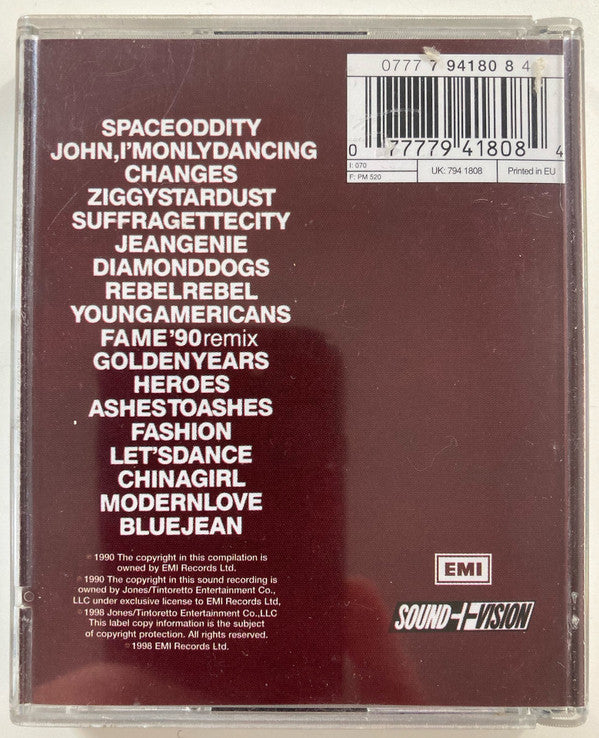 0777 7 94180 8 4
0 77779 41808 4
I: 070
F: PM 520
UK: 794 1808
Printed in EU
SPACEODDITY
JOHN,I'MONLYDANCING
CHANGES
ZIGGYSTARDUST
SUFFRAGETTECITY
JEANGENIE
DIAMONDDOGS
REBELREBEL
YOUNGAMERICANS
FAME'90remix
GOLDENYEARS
HEROES
ASHESTOASHES
FASHION
LET'SDANCE
CHINAGIRL
MODERNLOVE
BLUEJEAN
℗ 1990 The copyright in this compilation is
owned by EMI Records Ltd.
℗ 1990 The copyright in this sound recording is
owned by Jones/Tintoretto Entertainment Co.,
LLC under exclusive license to EMI Records Ltd,
© 1998 Jones/Tintoretto Entertainment Co.,LLC
This label copy information is the subject
of copyright protection. All rights reserved.
© 1998 EMI Records Ltd.
EMI
SOUND+VISION